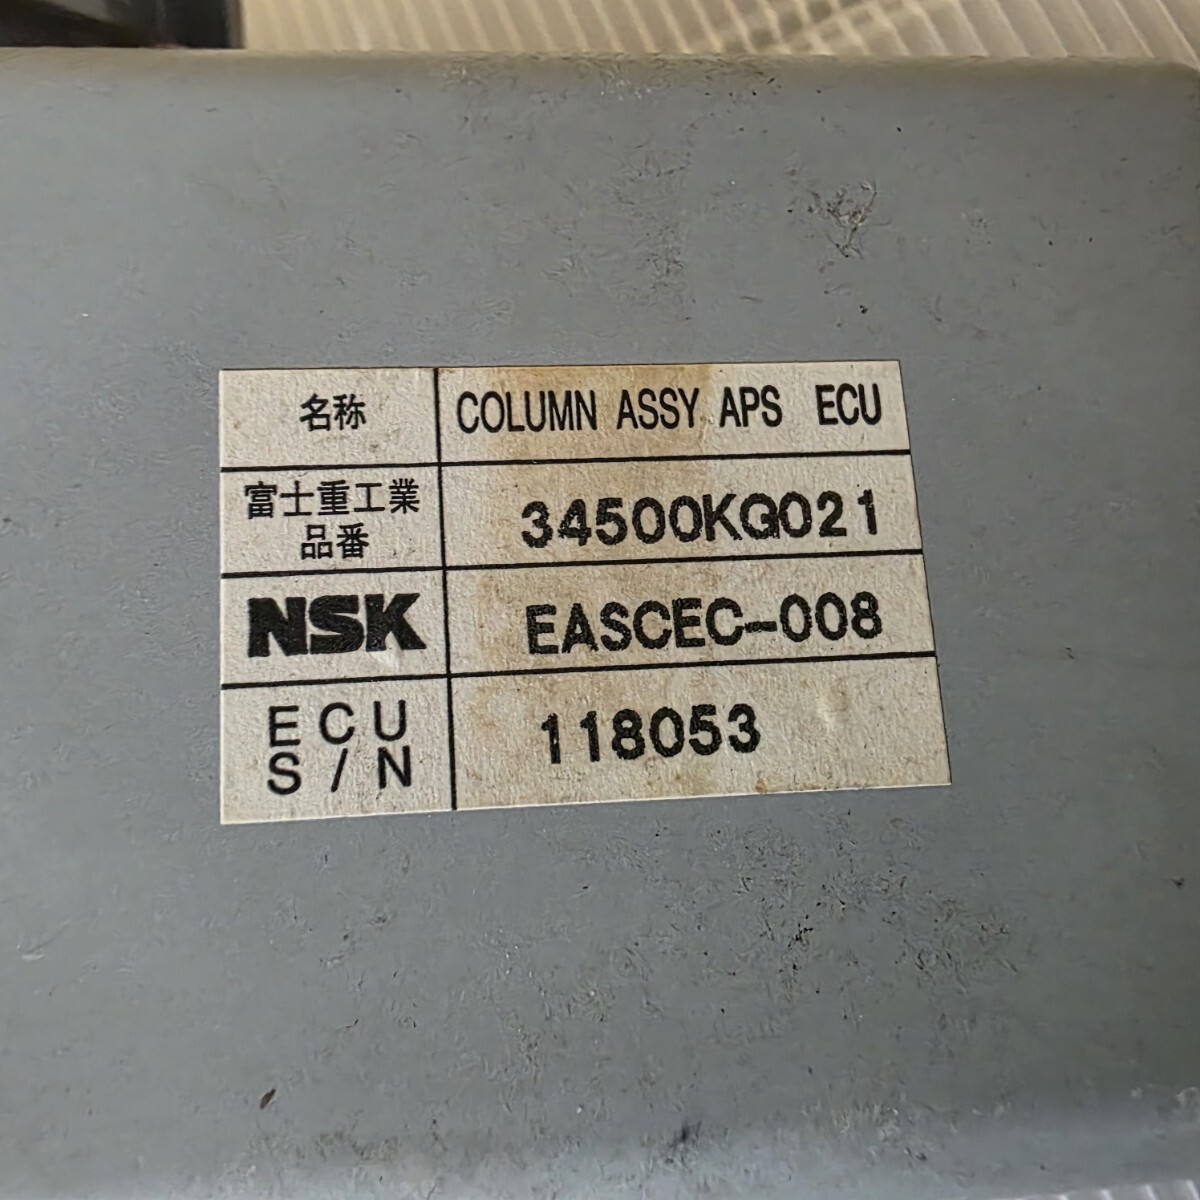 名称 COLUMN ASSY APS ECU
富士重工業
品番 34500KG021
NSK EASCEC-008
ECU
S/N 118053